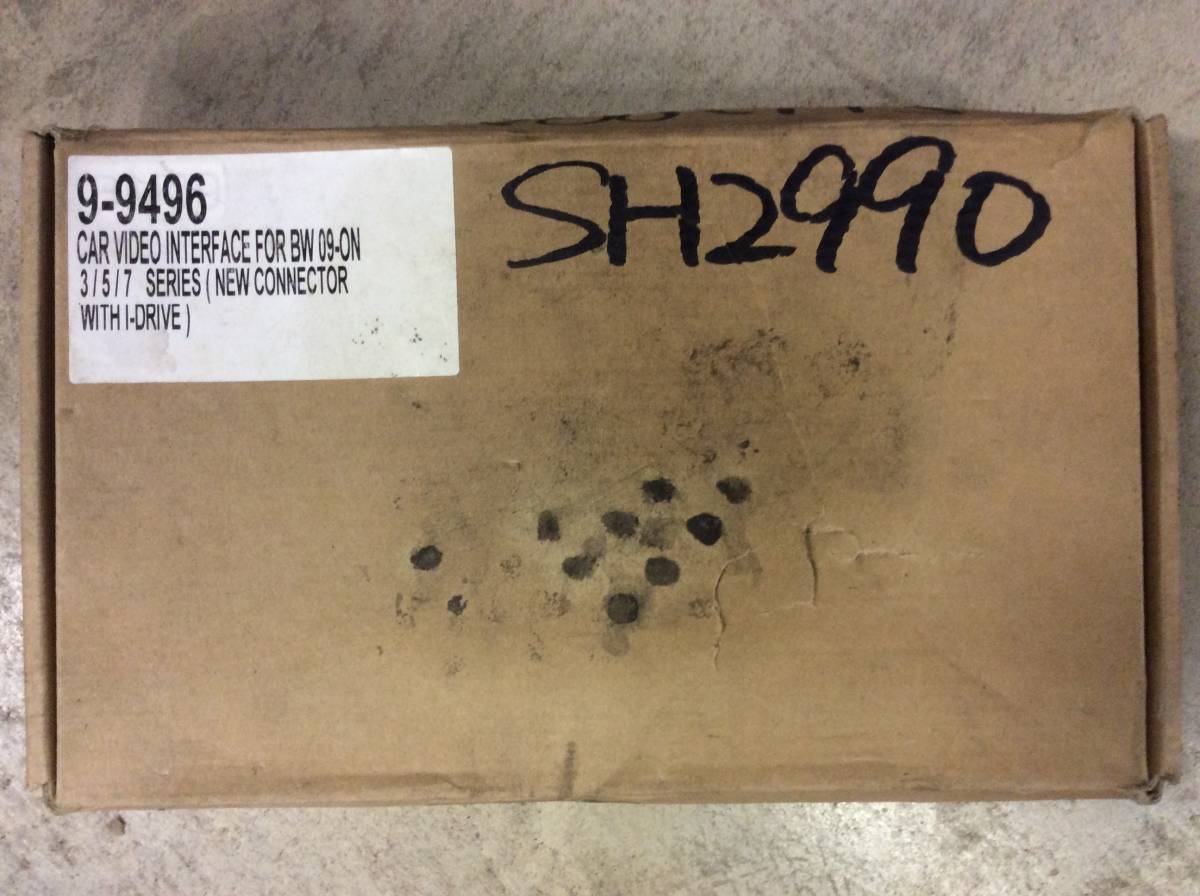 9-9496
CAR VIDEO INTERFACE FOR BW 09-ON
3 / 5 / 7 SERIES ( NEW CONNECTOR
WITH I-DRIVE )
SH2990